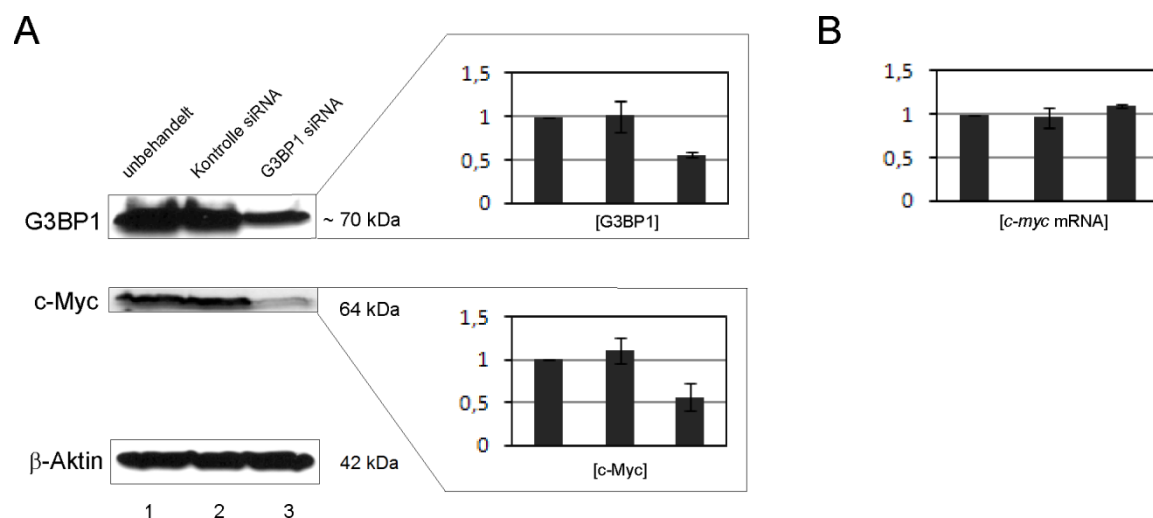 A
unbehandelt
Kontrolle siRNA
G3BP1 siRNA
G3BP1
~ 70 kDa
1,5
1
0,5
0
[G3BP1]
c-Myc
64 kDa
1,5
1
0,5
0
[c-Myc]
β-Aktin
42 kDa
1 2 3
B
1,5
1
0,5
0
[c-myc mRNA]